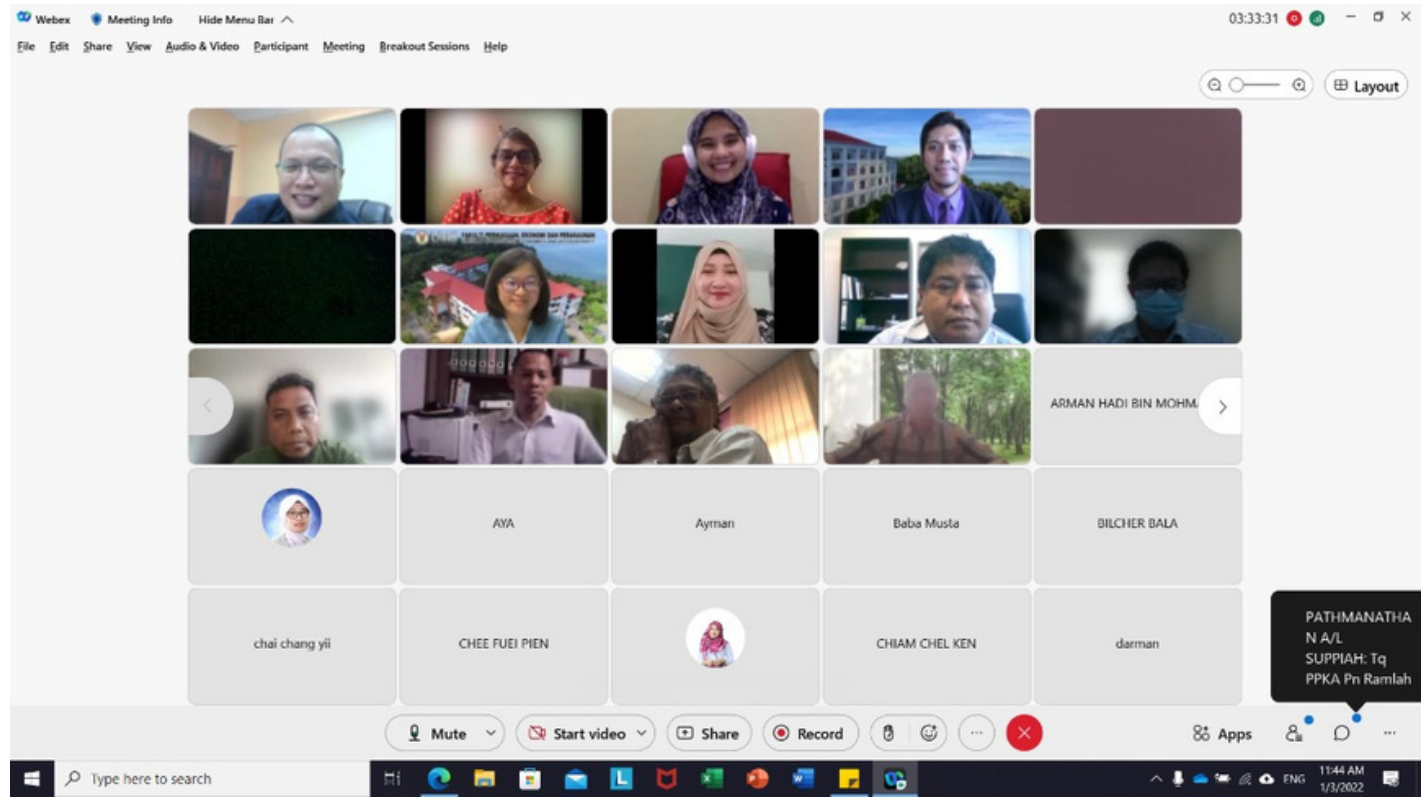 Webex Meeting Info Hide Menu Bar
03:33:31
File Edit Share View Audio & Video Participant Meeting Breakout Sessions Help
Layout
ARMAN HADI BIN MOHM
AYA
Ayman
Baba Musta
BILCHER BALA
chai chang yii
CHEE FUEI PIEN
CHIAM CHEL KEN
darman
PATHMANATHA
N A/L
SUPPIAH: Tq
PPKA Pn Ramlah
Mute
Start video
Share
Record
Apps
Type here to search
ENG
11:44 AM
1/3/2022